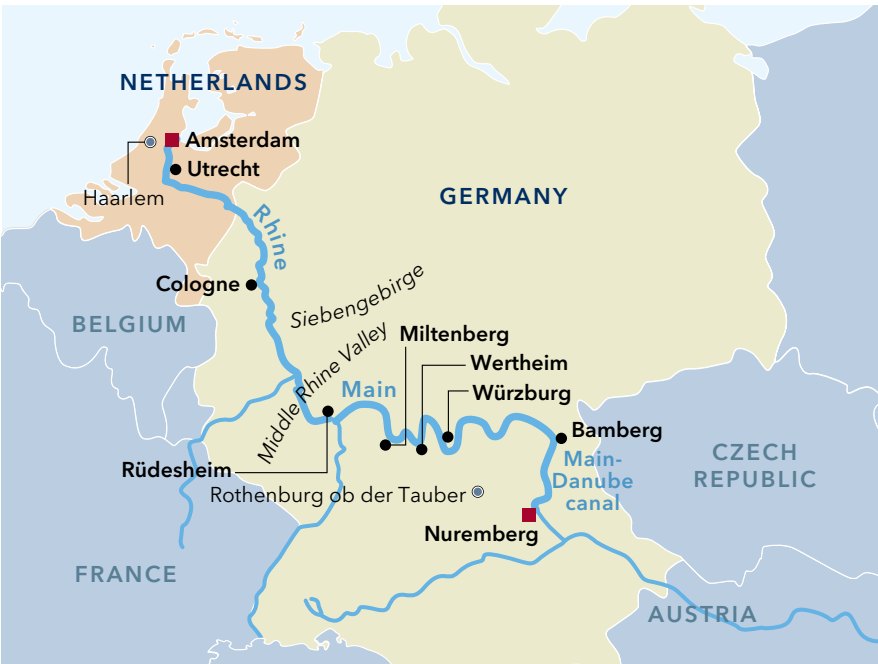 NETHERLANDS
Amsterdam
Utrecht
Haarlem
GERMANY
Rhine
Cologne
Siebengebirge
BELGIUM
Middle Rhine Valley
Miltenberg
Wertheim
Main
Würzburg
Bamberg
Rüdesheim
Main-
Danube
canal
CZECH
REPUBLIC
Rothenburg ob der Tauber
Nuremberg
FRANCE
AUSTRIA